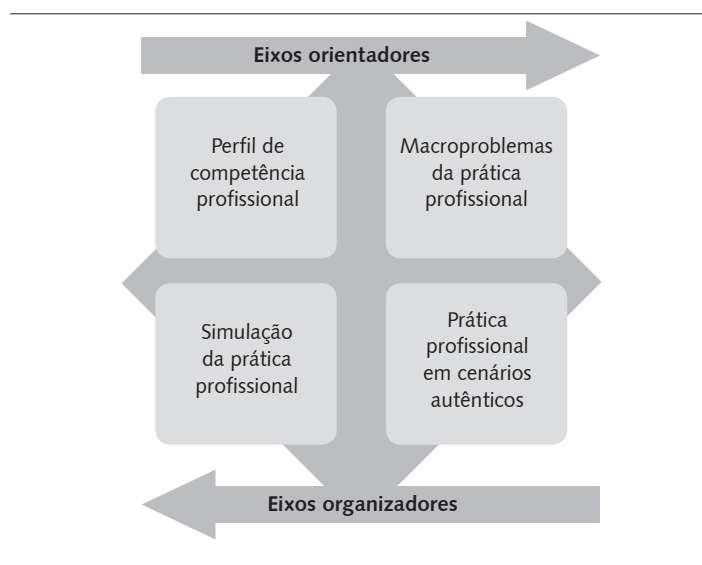 Eixos orientadores
Perfil de
competência
profissional
Macroproblemas
da prática
profissional
Simulação
da prática
profissional
Prática
profissional
em cenários
autênticos
Eixos organizadores